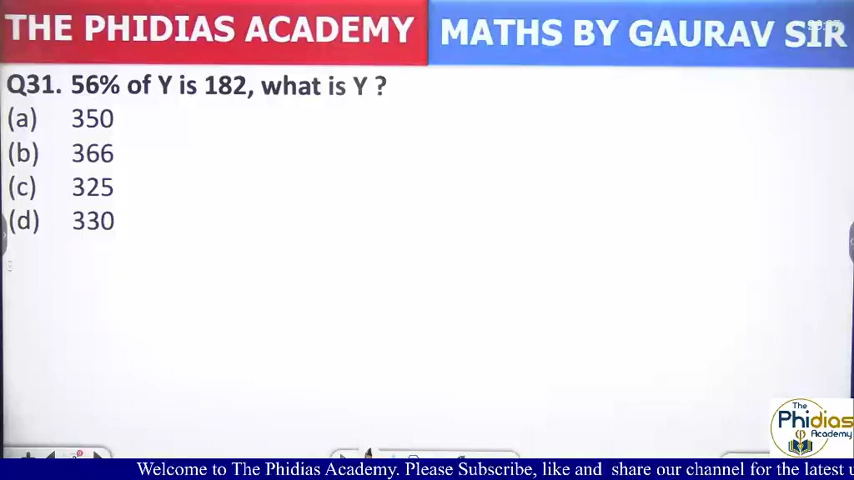 THE PHIDIAS ACADEMY
MATHS BY GAURAV SIR
Q31. 56% of Y is 182, what is Y ?
(a) 350
(b) 366
(c) 325
(d) 330
The
Phidias
Academy
Welcome to The Phidias Academy. Please Subscribe, like and share our channel for the latest u